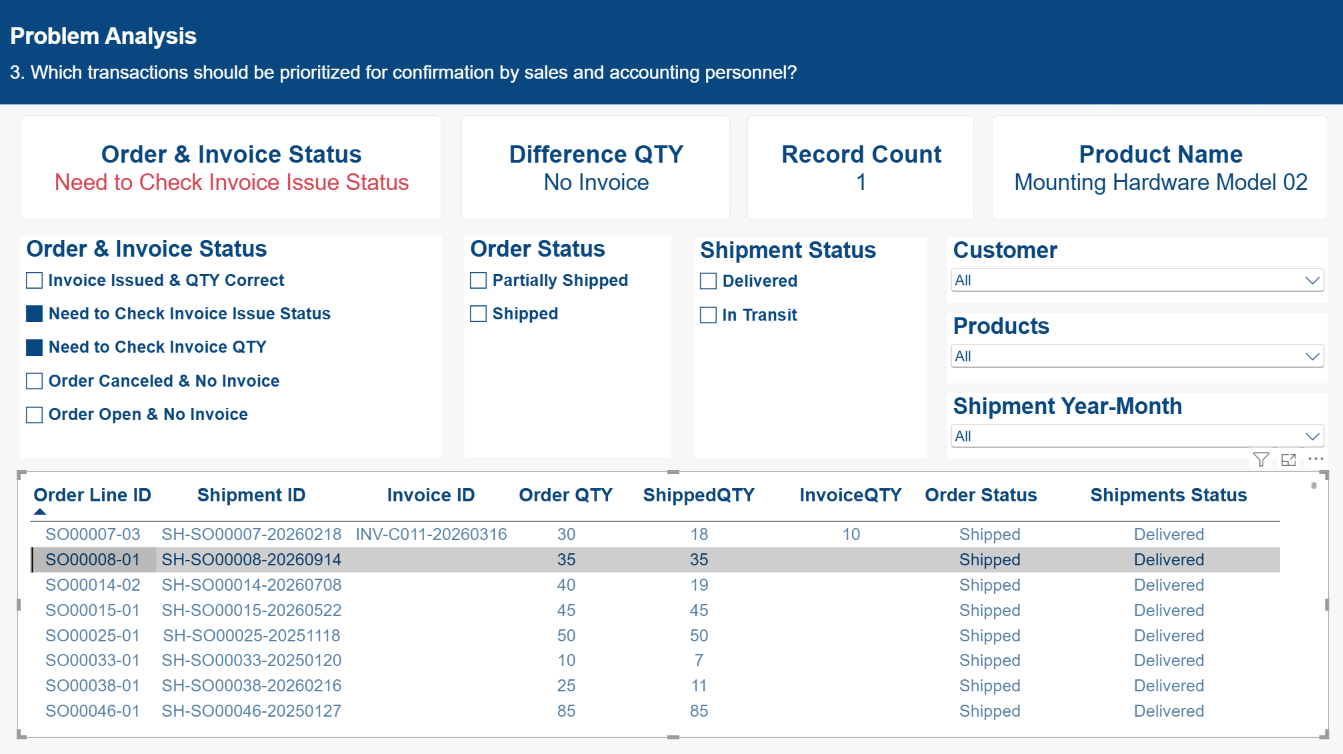 Problem Analysis
3. Which transactions should be prioritized for confirmation by sales and accounting personnel?
Order & Invoice Status
Need to Check Invoice Issue Status
Difference QTY
No Invoice
Record Count
1
Product Name
Mounting Hardware Model 02
Order & Invoice Status
Invoice Issued & QTY Correct
Need to Check Invoice Issue Status
Need to Check Invoice QTY
Order Canceled & No Invoice
Order Open & No Invoice
Order Status
Partially Shipped
Shipped
Shipment Status
Delivered
In Transit
Customer
All
Products
All
Shipment Year-Month
All
Order Line ID Shipment ID Invoice ID Order QTY ShippedQTY InvoiceQTY Order Status Shipments Status
SO00007-03 SH-SO00007-20260218 INV-C011-20260316 30 18 10 Shipped Delivered
SO00008-01 SH-SO00008-20260914 35 35 Shipped Delivered
SO00014-02 SH-SO00014-20260708 40 19 Shipped Delivered
SO00015-01 SH-SO00015-20260522 45 45 Shipped Delivered
SO00025-01 SH-SO00025-20251118 50 50 Shipped Delivered
SO00033-01 SH-SO00033-20250120 10 7 Shipped Delivered
SO00038-01 SH-SO00038-20260216 25 11 Shipped Delivered
SO00046-01 SH-SO00046-20250127 85 85 Shipped Delivered